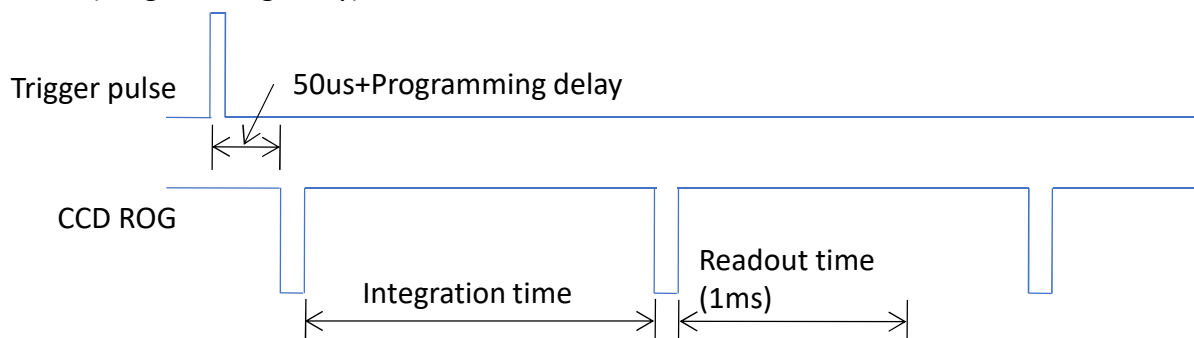 Trigger pulse
50us+Programming delay
CCD ROG
Integration time
Readout time
(1ms)